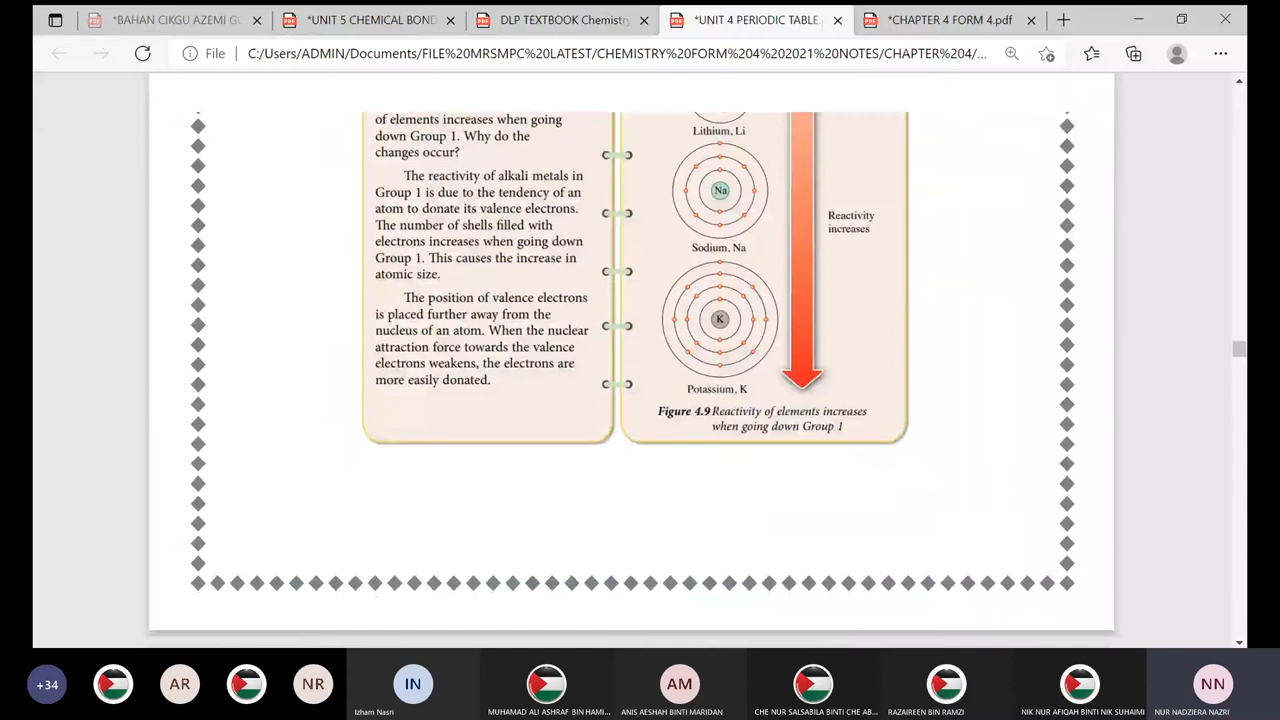 *BAHAN CIKGU AZEMI GU
*UNIT 5 CHEMICAL BOND
DLP TEXTBOOK Chemistry
*UNIT 4 PERIODIC TABLE
*CHAPTER 4 FORM 4.pdf
File
C:/Users/ADMIN/Documents/FILE%20MRSMPC%20LATEST/CHEMISTRY%20FORM%204%202021%20NOTES/CHAPTER%204/...
of elements increases when going
down Group 1. Why do the
changes occur?
The reactivity of alkali metals in
Group 1 is due to the tendency of an
atom to donate its valence electrons.
The number of shells filled with
electrons increases when going down
Group 1. This causes the increase in
atomic size.
The position of valence electrons
is placed further away from the
nucleus of an atom. When the nuclear
attraction force towards the valence
electrons weakens, the electrons are
more easily donated.
Lithium, Li
Na
Sodium, Na
K
Potassium, K
Reactivity
increases
Figure 4.9 Reactivity of elements increases
when going down Group 1
+34
AR
NR
IN
Izham Nasri
MUHAMAD ALI ASHRAF BIN HAMI...
AM
ANIS AESHAH BINTI MARIDAN
CHE NUR SALSABILA BINTI CHE AB...
RAZAIREEN BIN RAMZI
NIK NUR AFIQAH BINTI NIK SUHAIMI
NN
NUR NADZIERA NAZRI